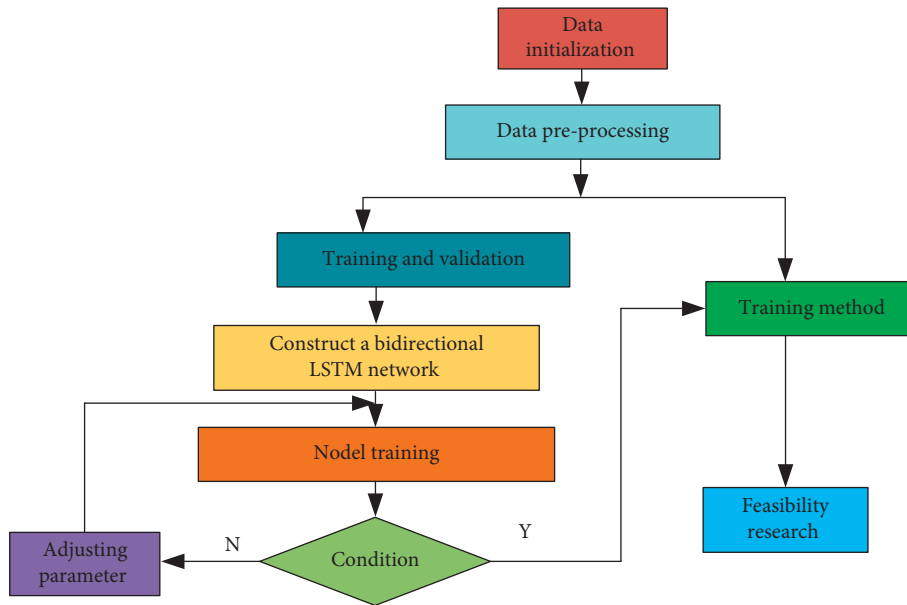 Data
initialization
Data pre-processing
Training and validation
Training method
Construct a bidirectional
LSTM network
Nodel training
Feasibility
research
Condition
Y
N
Adjusting
parameter